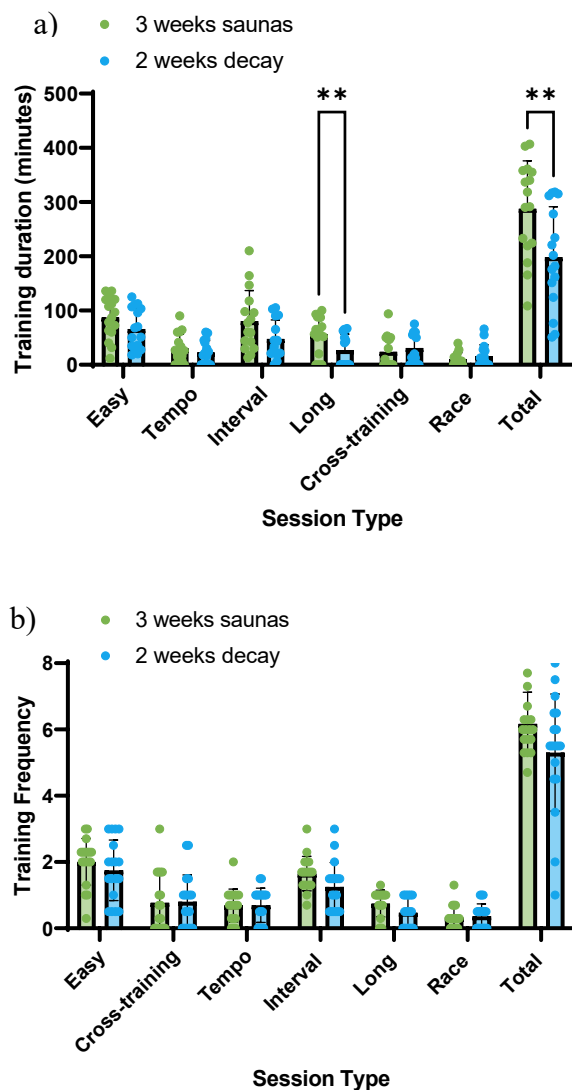 a)
3 weeks saunas
2 weeks decay
**
**
Training duration (minutes)
500
400
300
200
100
0
Easy
Tempo
Interval
Long
Cross-training
Race
Total
Session Type
b)
3 weeks saunas
2 weeks decay
Training Frequency
8
6
4
2
0
Easy
Cross-training
Tempo
Interval
Long
Race
Total
Session Type